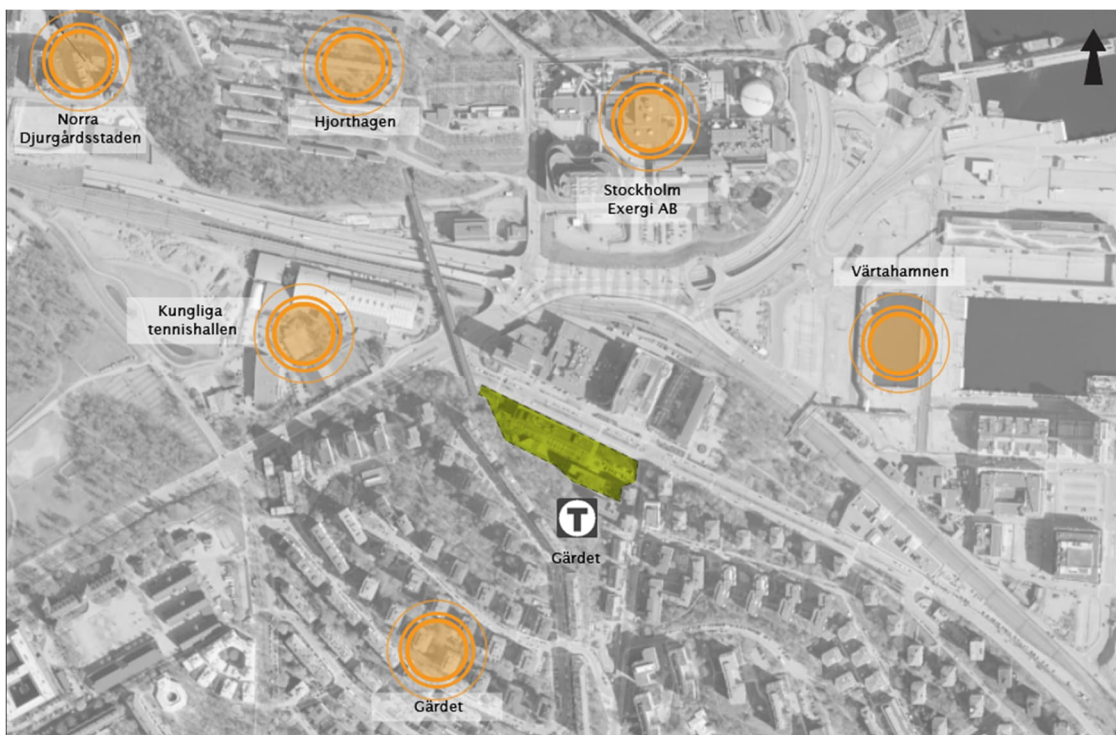 Norra
Djurgårdsstaden
Hjorthagen
Stockholm
Exergi AB
Värtahamnen
Kungliga
tennishallen
T
Gärdet
Gärdet